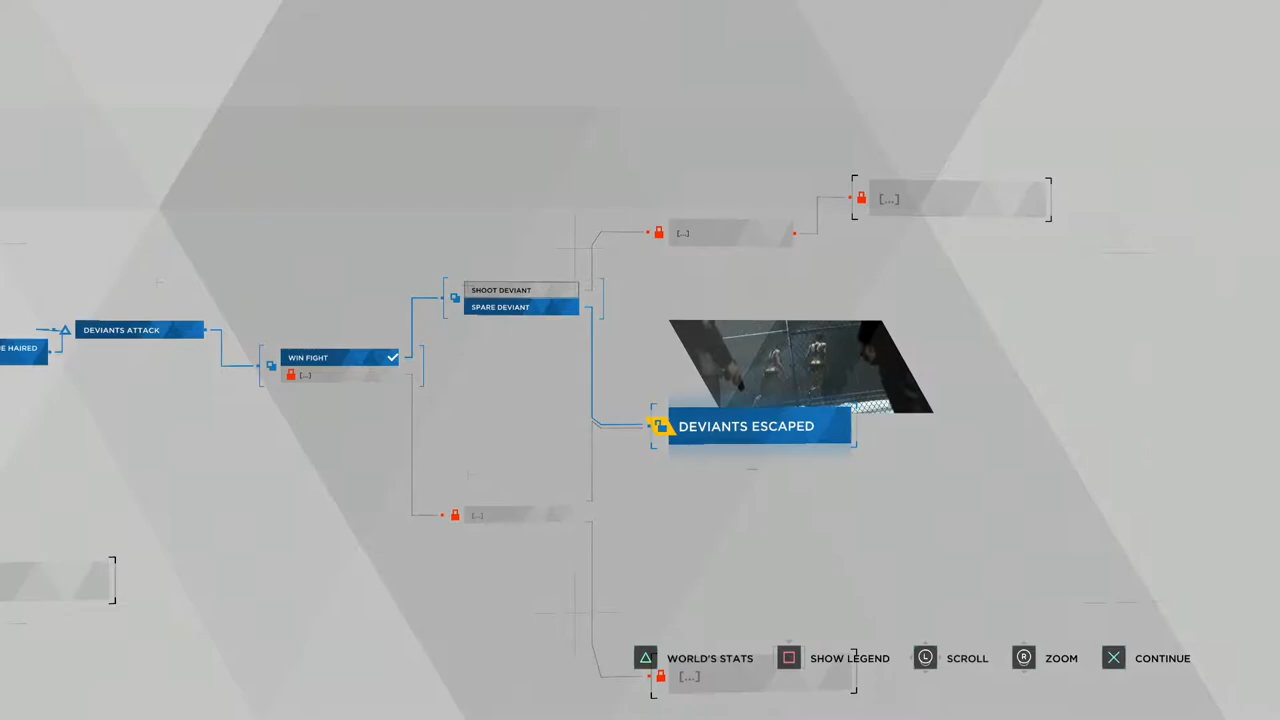 [...]
[...]
SHOOT DEVIANT
SPARE DEVIANT
DEVIANTS ATTACK
E HAIRED
WIN FIGHT
[...]
DEVIANTS ESCAPED
[...]
WORLD'S STATS
SHOW LEGEND
L
SCROLL
R
ZOOM
CONTINUE
[...]